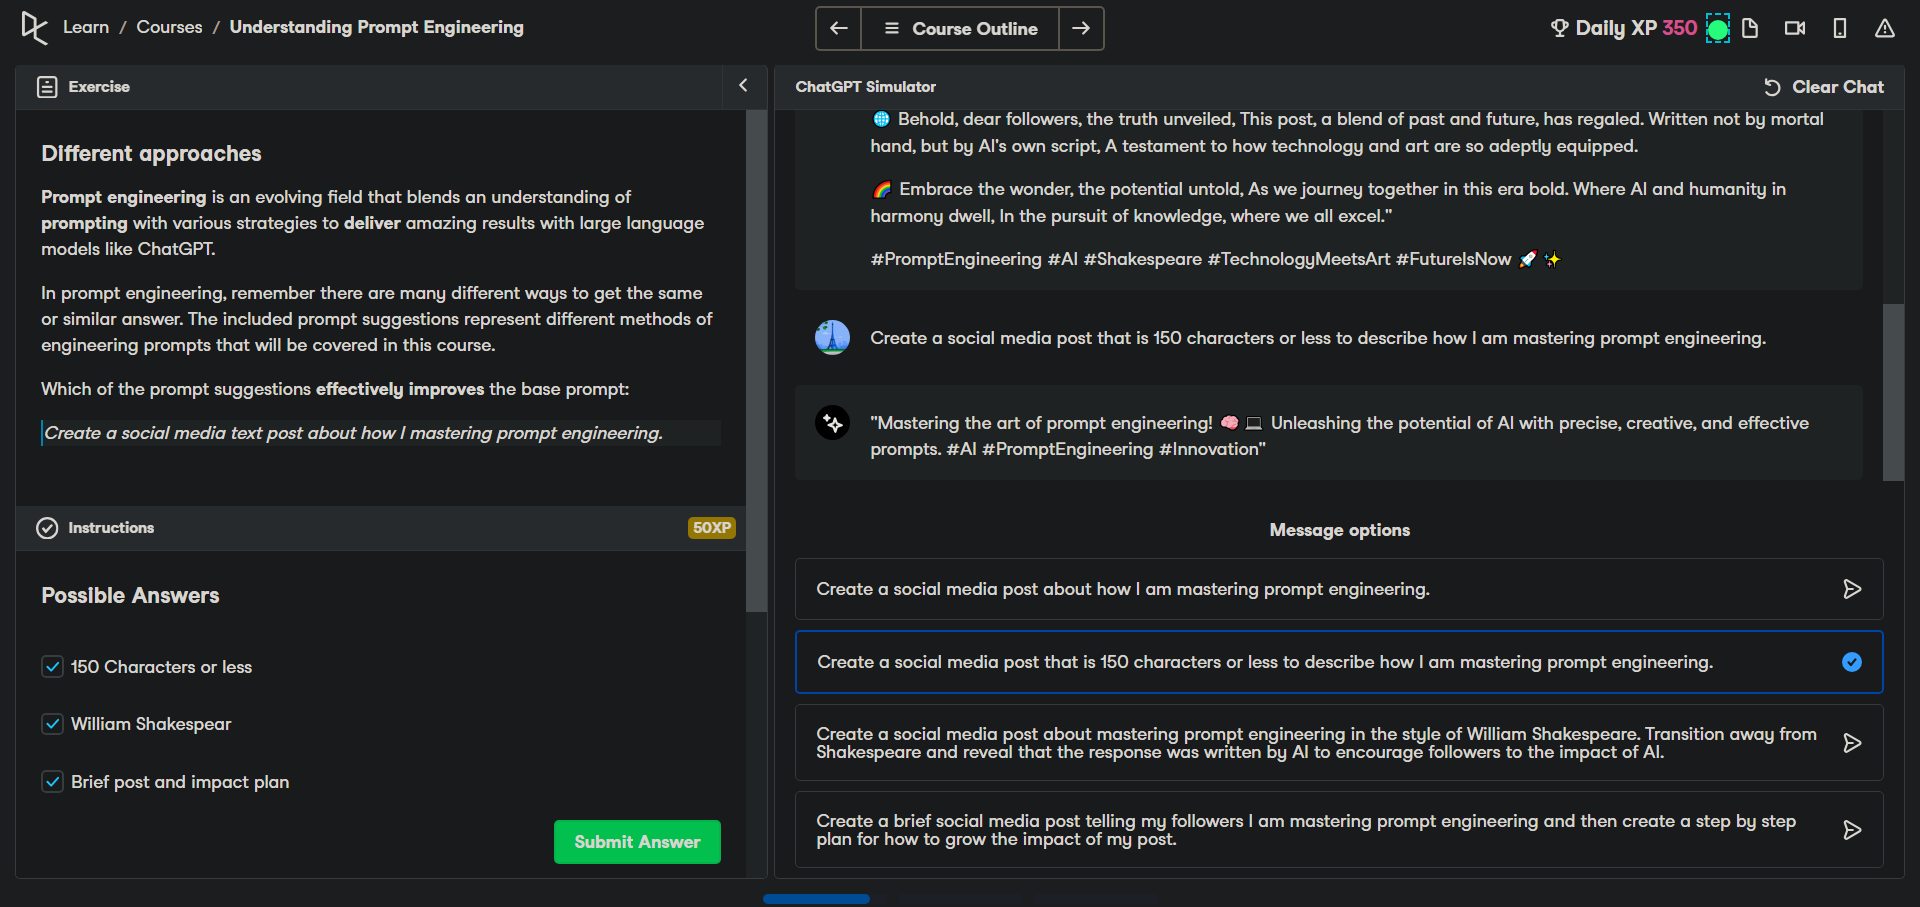 Learn / Courses / Understanding Prompt Engineering
Course Outline
Daily XP 350
Exercise
Different approaches
Prompt engineering is an evolving field that blends an understanding of
prompting with various strategies to deliver amazing results with large language
models like ChatGPT.
In prompt engineering, remember there are many different ways to get the same
or similar answer. The included prompt suggestions represent different methods of
engineering prompts that will be covered in this course.
Which of the prompt suggestions effectively improves the base prompt:
Create a social media text post about how I mastering prompt engineering.
Instructions
50XP
Possible Answers
150 Characters or less
William Shakespear
Brief post and impact plan
Submit Answer
ChatGPT Simulator
Clear Chat
🌐 Behold, dear followers, the truth unveiled, This post, a blend of past and future, has regaled. Written not by mortal
hand, but by AI's own script, A testament to how technology and art are so adeptly equipped.
🌈 Embrace the wonder, the potential untold, As we journey together in this era bold. Where AI and humanity in
harmony dwell, In the pursuit of knowledge, where we all excel."
#PromptEngineering #AI #Shakespeare #TechnologyMeetsArt #FutureIsNow 🚀 ✨
Create a social media post that is 150 characters or less to describe how I am mastering prompt engineering.
"Mastering the art of prompt engineering! 🧠 💻 Unleashing the potential of AI with precise, creative, and effective
prompts. #AI #PromptEngineering #Innovation"
Message options
Create a social media post about how I am mastering prompt engineering.
Create a social media post that is 150 characters or less to describe how I am mastering prompt engineering.
Create a social media post about mastering prompt engineering in the style of William Shakespeare. Transition away from
Shakespeare and reveal that the response was written by AI to encourage followers to the impact of AI.
Create a brief social media post telling my followers I am mastering prompt engineering and then create a step by step
plan for how to grow the impact of my post.